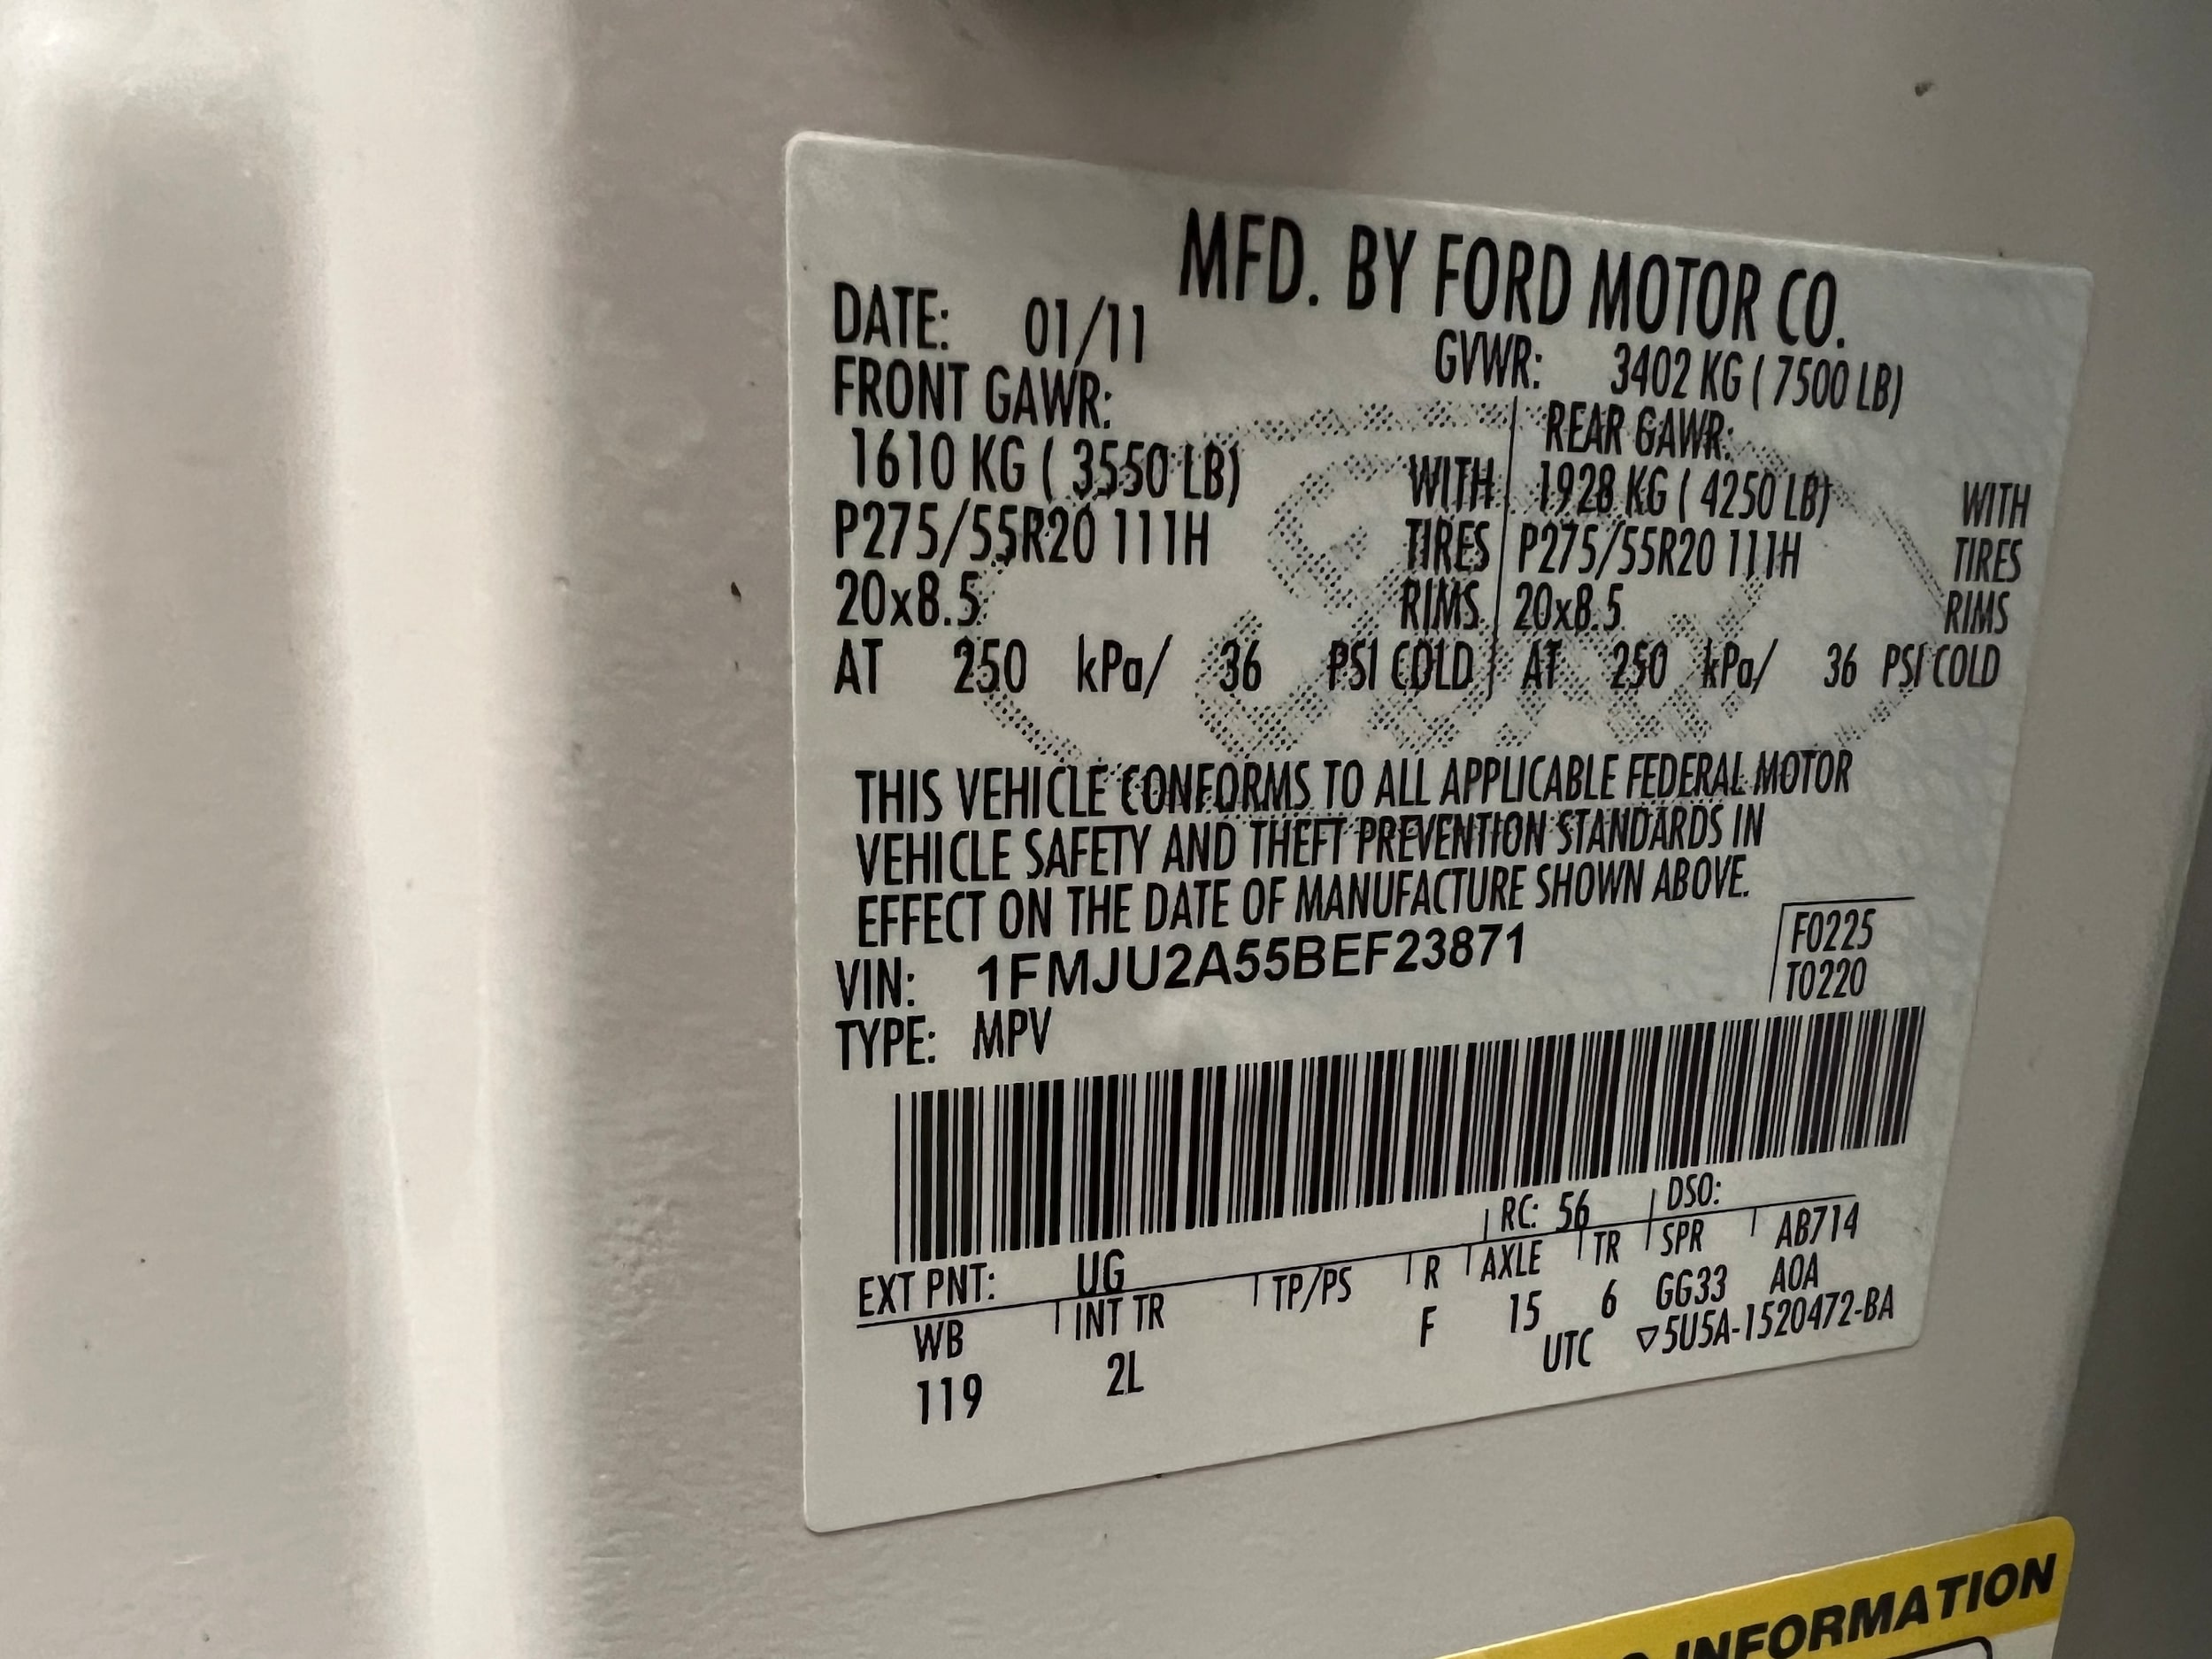 MFD. BY FORD MOTOR CO.
DATE: 01/11 GVWR: 3402 KG ( 7500 LB)
FRONT GAWR: REAR GAWR:
1610 KG ( 3550 LB) WITH 1928 KG ( 4250 LB) WITH
P275/55R20 111H TIRES P275/55R20 111H TIRES
20x8.5 RIMS 20x8.5 RIMS
AT 250 kPa/ 36 PSI COLD AT 250 kPa/ 36 PSI COLD
THIS VEHICLE CONFORMS TO ALL APPLICABLE FEDERAL MOTOR
VEHICLE SAFETY AND THEFT PREVENTION STANDARDS IN
EFFECT ON THE DATE OF MANUFACTURE SHOWN ABOVE.
F0225
VIN: 1FMJU2A55BEF23871 T0220
TYPE: MPV
RC: 56 DSO:
EXT PNT: UG AB714
WB INT TR TP/PS R AXLE TR SPR AOA
119 2L F 15 6 GG33
UTC ▽5U5A-1520472-BA
INFORMATION